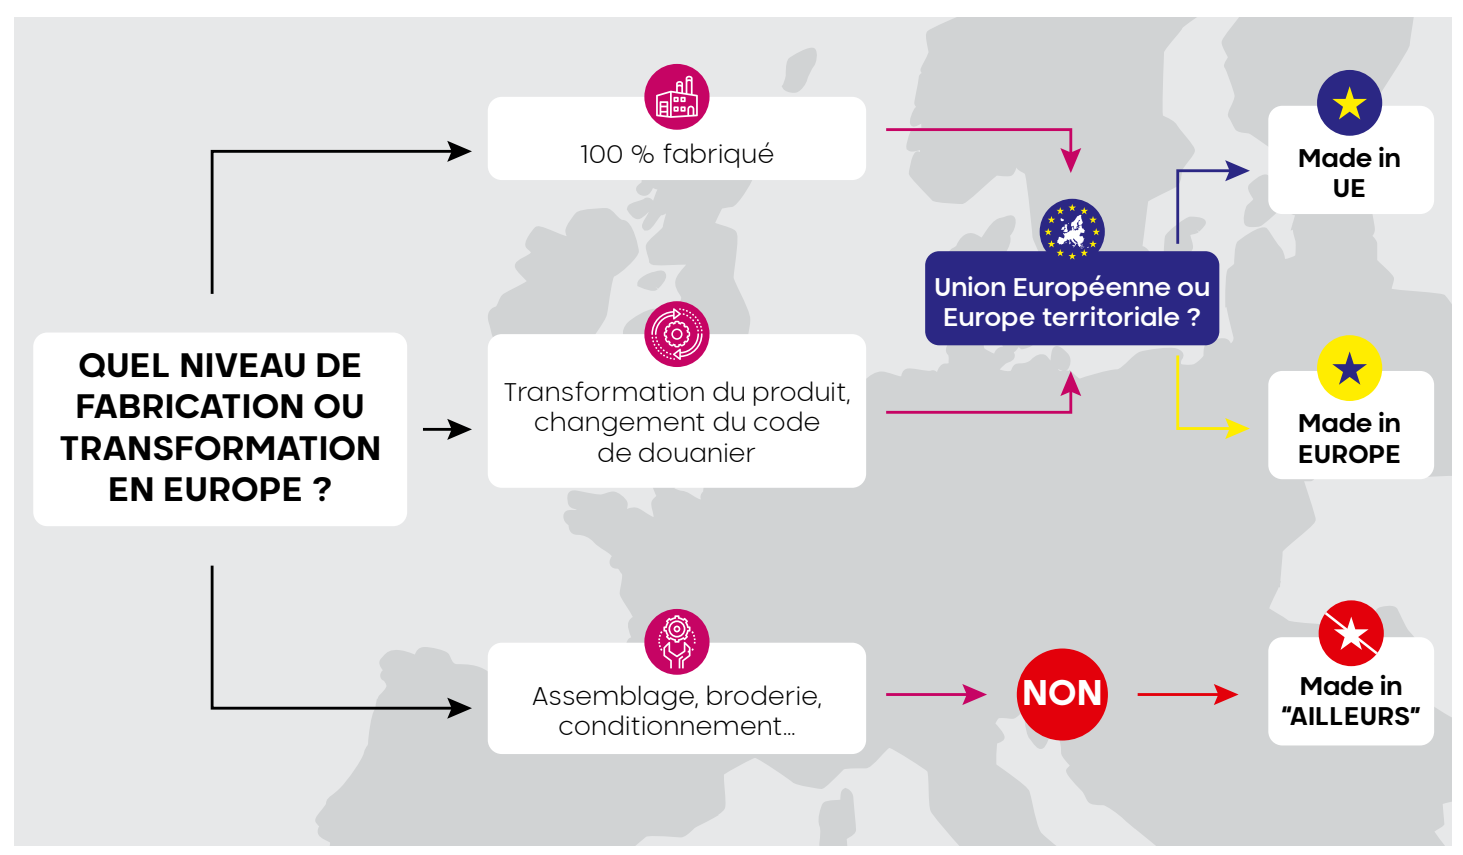 QUEL NIVEAU DE
FABRICATION OU
TRANSFORMATION
EN EUROPE ?
100 % fabriqué
Transformation du produit,
changement du code
de douanier
Assemblage, broderie,
conditionnement...
Union Européenne ou
Europe territoriale ?
NON
Made in
UE
Made in
EUROPE
Made in
“AILLEURS”